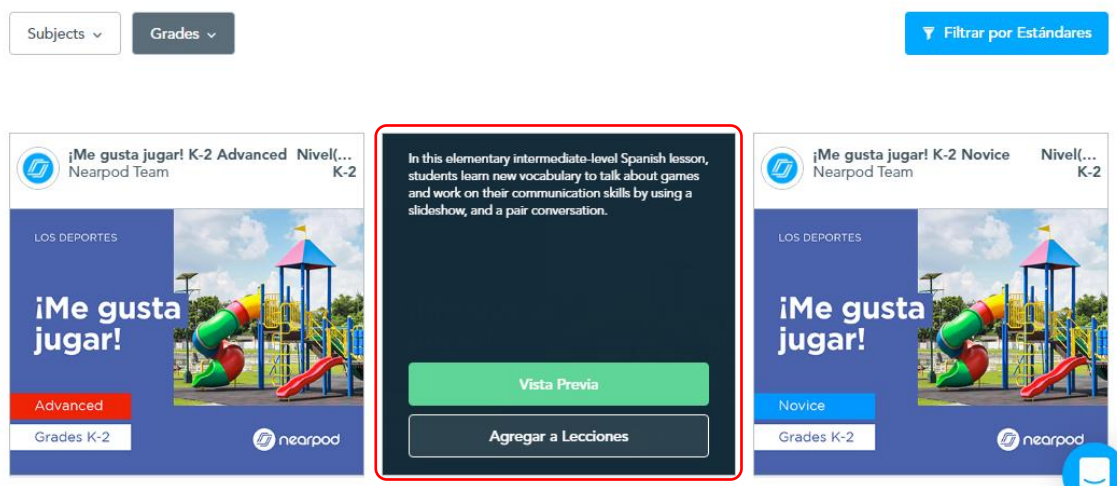 Subjects
Grades
Filtrar por Estándares
¡Me gusta jugar! K-2 Advanced Nivel(...
Nearpod Team K-2
LOS DEPORTES
¡Me gusta
jugar!
Advanced
Grades K-2
nearpod
In this elementary intermediate-level Spanish lesson,
students learn new vocabulary to talk about games
and work on their communication skills by using a
slideshow, and a pair conversation.
Vista Previa
Agregar a Lecciones
¡Me gusta jugar! K-2 Novice Nivel(...
Nearpod Team K-2
LOS DEPORTES
¡Me gusta
jugar!
Novice
Grades K-2
nearpod